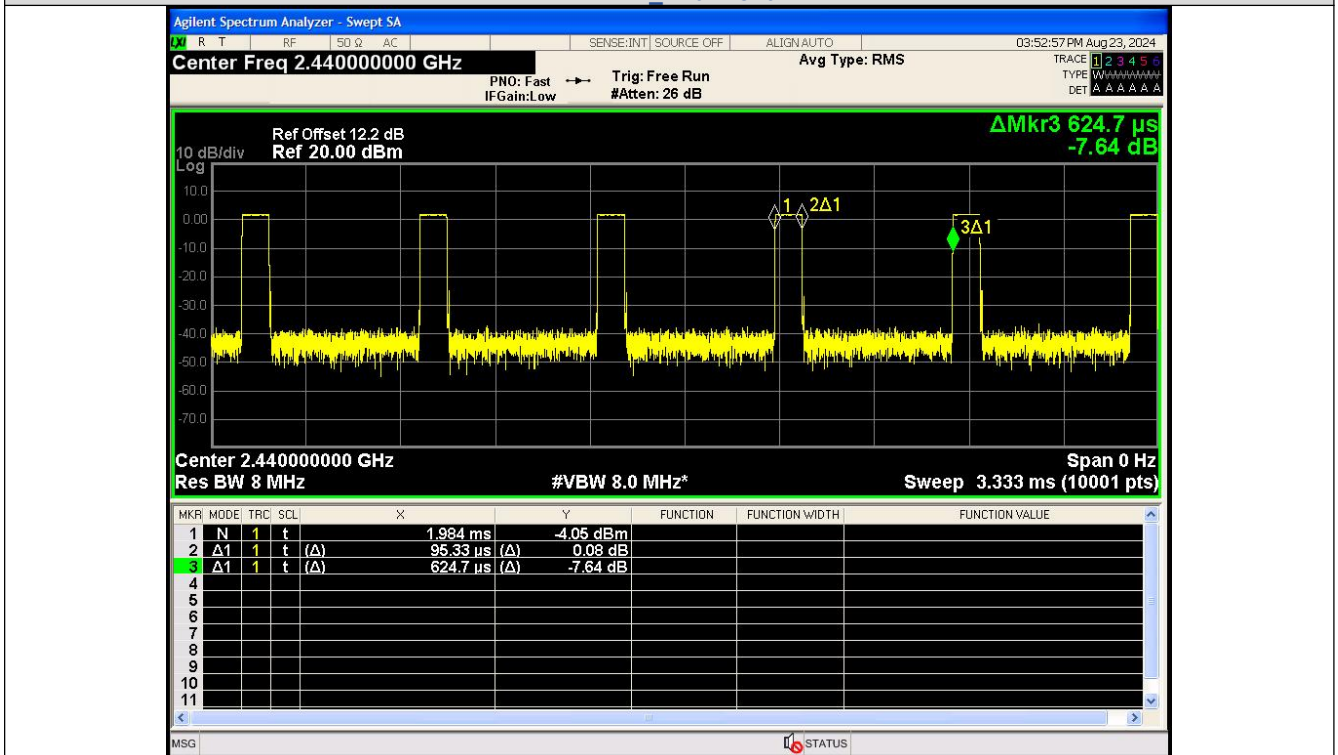 Agilent Spectrum Analyzer - Swept SA
LXI R T RF 50 Ω AC SENSE:INT SOURCE OFF ALIGN AUTO 03:52:57 PM Aug 23, 2024
Center Freq 2.440000000 GHz Avg Type: RMS TRACE 1 2 3 4 5 6
PNO: Fast Trig: Free Run TYPE W
IFGain:Low #Atten: 26 dB DET A A A A A A
ΔMkr3 624.7 µs
Ref Offset 12.2 dB
10 dB/div Ref 20.00 dBm -7.64 dB
Log
10.0
1 2Δ1
0.00
3Δ1
-10.0
-20.0
-30.0
-40.0
-50.0
-60.0
-70.0
Center 2.440000000 GHz Span 0 Hz
Res BW 8 MHz #VBW 8.0 MHz* Sweep 3.333 ms (10001 pts)
MKR MODE TRC SCL X Y FUNCTION FUNCTION WIDTH FUNCTION VALUE
1 N 1 t 1.984 ms -4.05 dBm
2 Δ1 1 t (Δ) 95.33 µs (Δ) 0.08 dB
3 Δ1 1 t (Δ) 624.7 µs (Δ) -7.64 dB
4
5
6
7
8
9
10
11
MSG STATUS